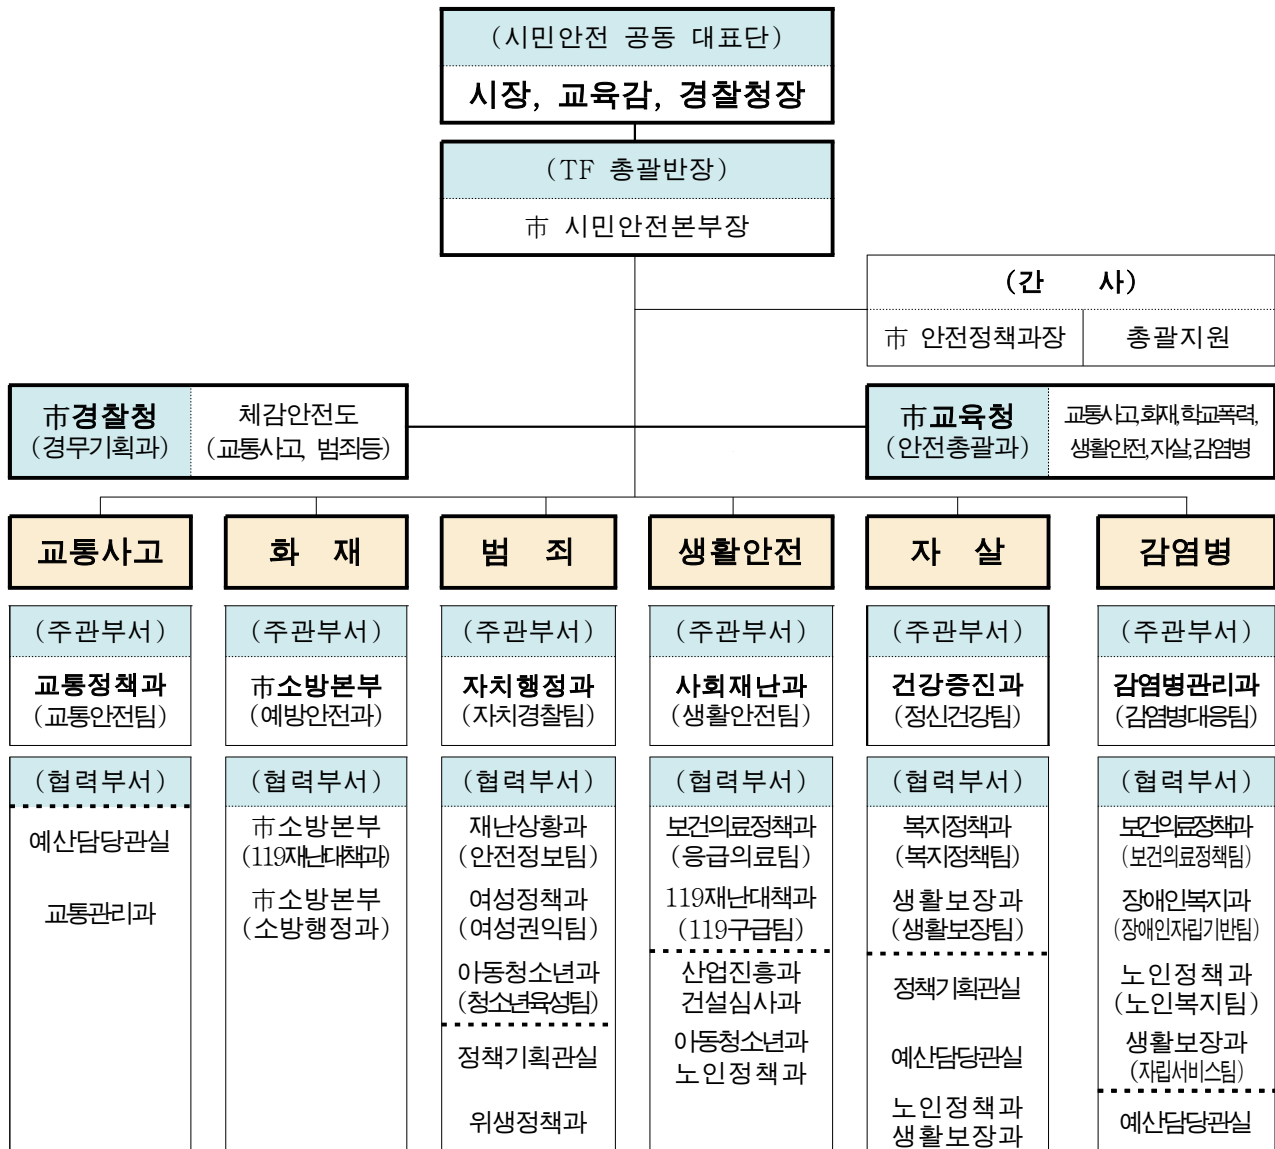 (시민안전 공동 대표단)
시장, 교육감, 경찰청장
(TF 총괄반장)
市 시민안전본부장
(간 사)
市 안전정책과장
총괄지원
市경찰청
(경무기획과)
체감안전도
(교통사고, 범죄등)
市교육청
(안전총괄과)
교통사고,화재,학교폭력,
생활안전,자살,감염병
교통사고
화 재
범 죄
생활안전
자 살
감염병
(주관부서)
교통정책과
(교통안전팀)
(주관부서)
市소방본부
(예방안전과)
(주관부서)
자치행정과
(자치경찰팀)
(주관부서)
사회재난과
(생활안전팀)
(주관부서)
건강증진과
(정신건강팀)
(주관부서)
감염병관리과
(감염병대응팀)
(협력부서)
예산담당관실
교통관리과
(협력부서)
市소방본부
(119재난대책과)
市소방본부
(소방행정과)
(협력부서)
재난상황과
(안전정보팀)
여성정책과
(여성권익팀)
아동청소년과
(청소년육성팀)
정책기획관실
위생정책과
(협력부서)
보건의료정책과
(응급의료팀)
119재난대책과
(119구급팀)
산업진흥과
건설심사과
아동청소년과
노인정책과
(협력부서)
복지정책과
(복지정책팀)
생활보장과
(생활보장팀)
정책기획관실
예산담당관실
노인정책과
생활보장과
(협력부서)
보건의료정책과
(보건의료정책팀)
장애인복지과
(장애인자립기반팀)
노인정책과
(노인복지팀)
생활보장과
(자립서비스팀)
예산담당관실